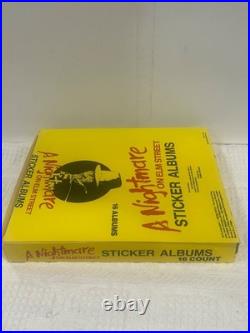 A Nightmare
ON ELM STREET
STICKER ALBUMS
16 ALBUMS
A Nightmare
ON ELM STREET
STICKER ALBUMS
A Nightmare
ON ELM STREET
STICKER ALBUMS
16 COUNT